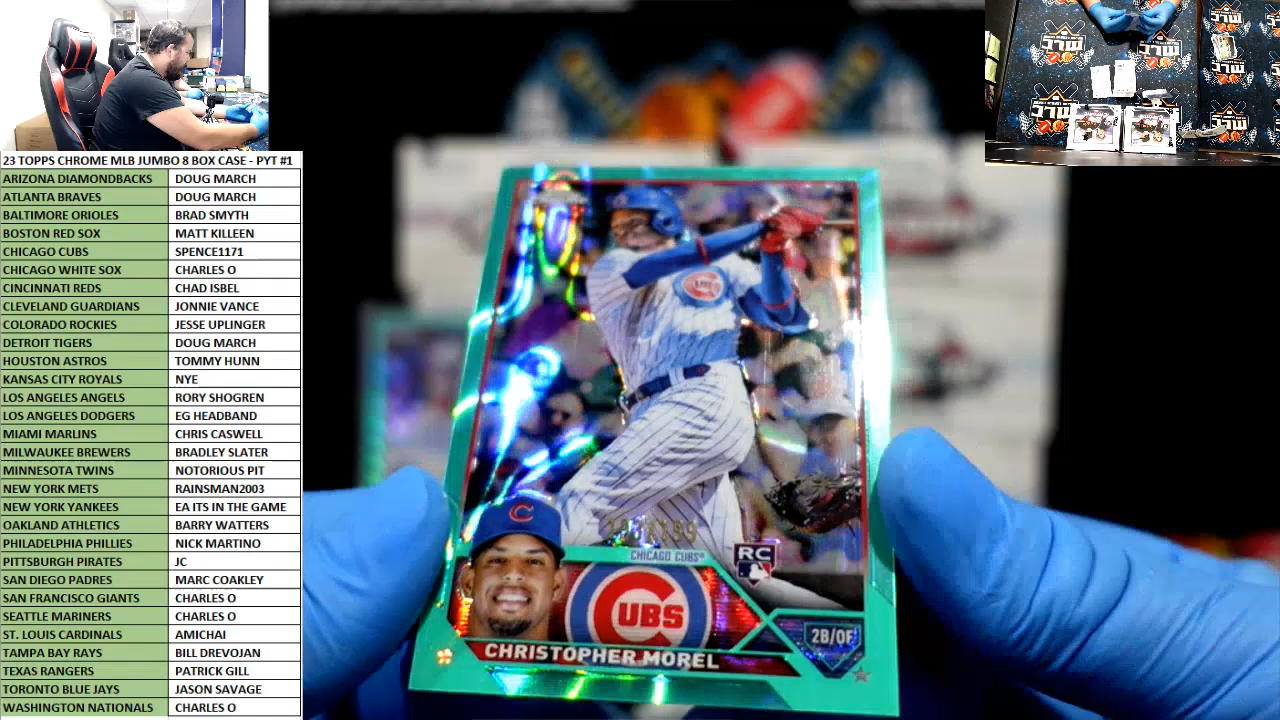 23 TOPPS CHROME MLB JUMBO 8 BOX CASE - PYT #1
ARIZONA DIAMONDBACKS DOUG MARCH
ATLANTA BRAVES DOUG MARCH
BALTIMORE ORIOLES BRAD SMYTH
BOSTON RED SOX MATT KILLEEN
CHICAGO CUBS SPENCE1171
CHICAGO WHITE SOX CHARLES O
CINCINNATI REDS CHAD ISBEL
CLEVELAND GUARDIANS JONNIE VANCE
COLORADO ROCKIES JESSE UPLINGER
DETROIT TIGERS DOUG MARCH
HOUSTON ASTROS TOMMY HUNN
KANSAS CITY ROYALS NYE
LOS ANGELES ANGELS RORY SHOGREN
LOS ANGELES DODGERS EG HEADBAND
MIAMI MARLINS CHRIS CASWELL
MILWAUKEE BREWERS BRADLEY SLATER
MINNESOTA TWINS NOTORIOUS PIT
NEW YORK METS RAINSMAN2003
NEW YORK YANKEES EA ITS IN THE GAME
OAKLAND ATHLETICS BARRY WATTERS
PHILADELPHIA PHILLIES NICK MARTINO
PITTSBURGH PIRATES JC
SAN DIEGO PADRES MARC COAKLEY
SAN FRANCISCO GIANTS CHARLES O
SEATTLE MARINERS CHARLES O
ST. LOUIS CARDINALS AMICHAI
TAMPA BAY RAYS BILL DREVOJAN
TEXAS RANGERS PATRICK GILL
TORONTO BLUE JAYS JASON SAVAGE
WASHINGTON NATIONALS CHARLES O
CUBS
C
CHICAGO CUBS
RC
CUBS
2B/OF
CHRISTOPHER MOREL